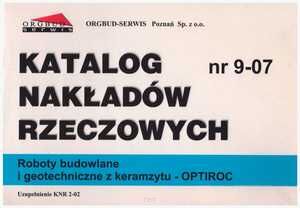 ORGBUD
SERWIS
ORGBUD-SERWIS Poznań Sp. z o.o.
KATALOG nr 9-07
NAKŁADÓW
RZECZOWYCH
Roboty budowlane
i geotechniczne z keramzytu - OPTIROC
Uzupełnienie KNR 2-02